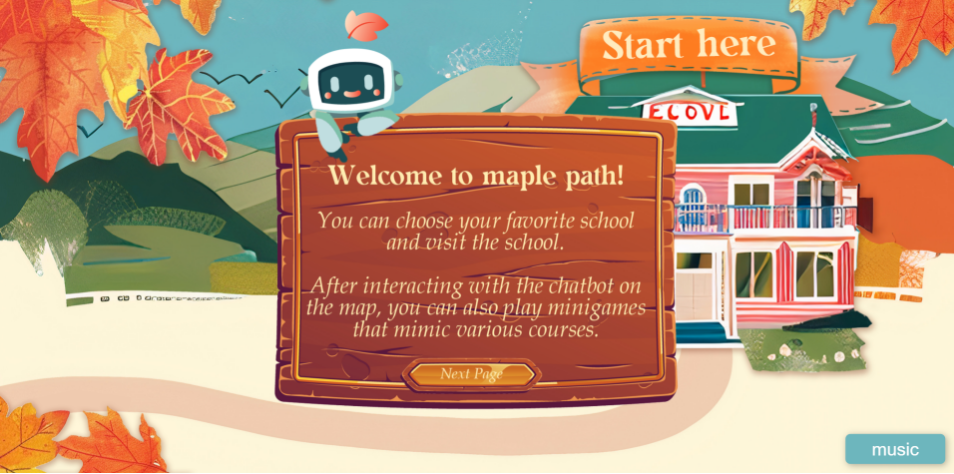 Start here
ECOVL
Welcome to maple path!
You can choose your favorite school
and visit the school.
After interacting with the chatbot on
the map, you can also play minigames
that mimic various courses.
Next Page
music